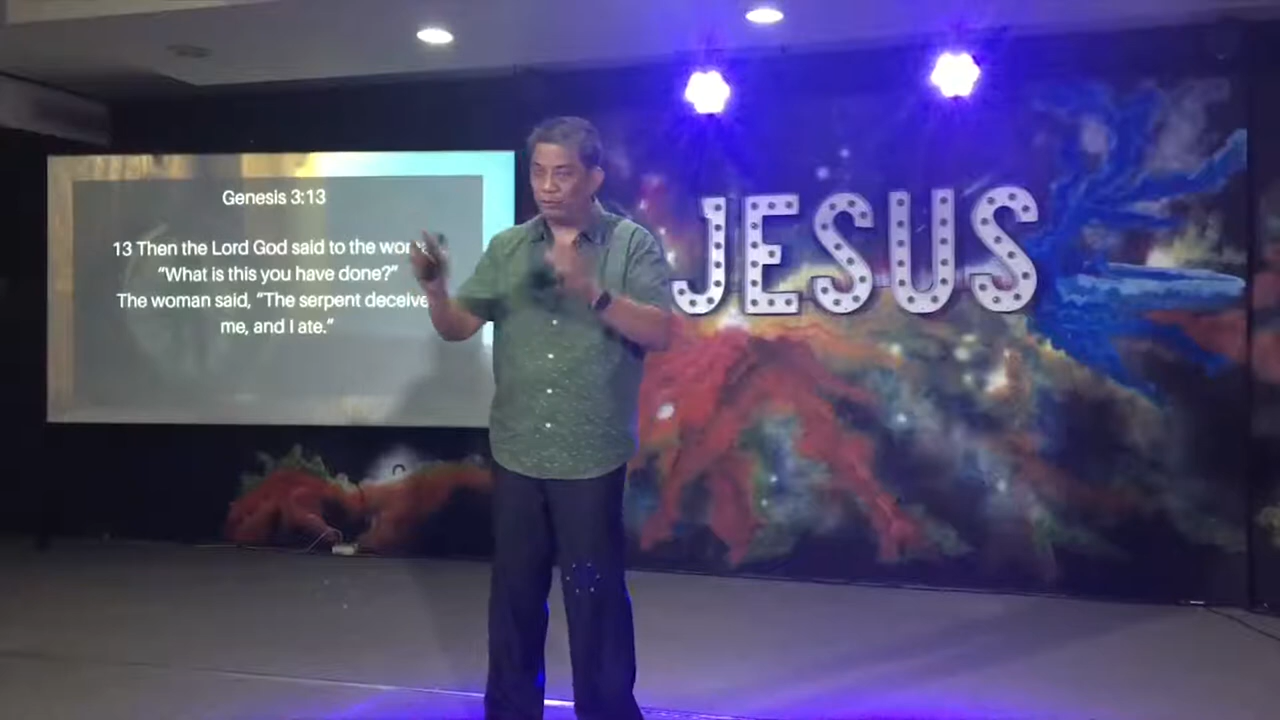 Genesis 3:13
13 Then the Lord God said to the
"What is this you have done?"
The woman said, "The serpent
me, and I ate."
JESUS